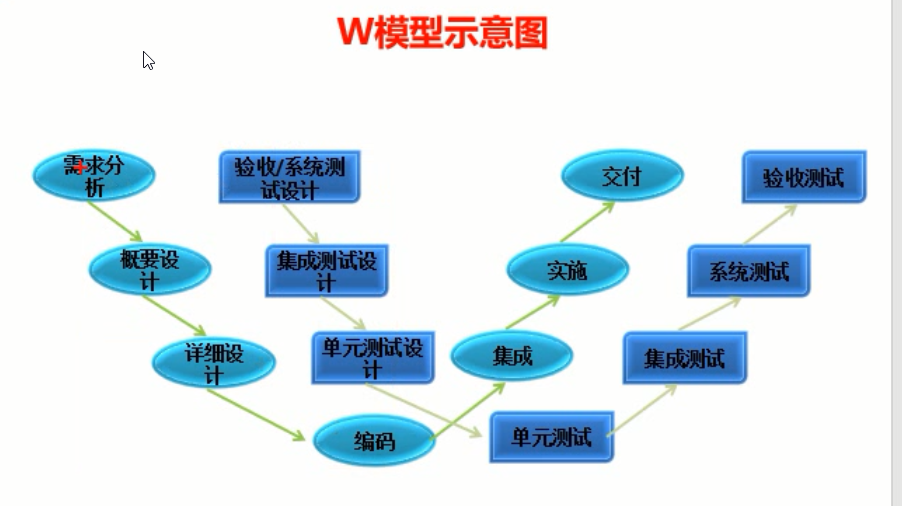 W模型示意图
需求分
析
验收/系统测
试设计
交付
验收测试
概要设
计
集成测试设
计
实施
系统测试
详细设
计
单元测试设
计
集成
集成测试
编码
单元测试